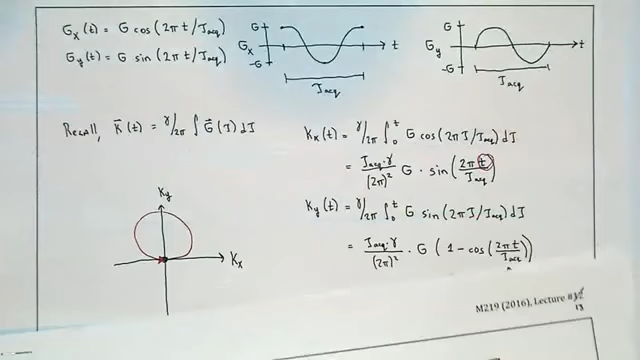 Gx(t) = G cos(2π t/Tacq)
Gy(t) = G sin(2π t/Tacq)
G
Gx
-G
t
Tacq
G
Gy
-G
t
Tacq
Recall, K⃗(t) = γ/2π ∫ G⃗(τ)dτ
Kx(t) = γ/2π ∫₀ᵗ G cos(2πτ/Tacq)dτ
= Tacq·γ/(2π)² G · sin(2πt/Tacq)
Ky(t) = γ/2π ∫₀ᵗ G sin(2πτ/Tacq)dτ
= Tacq·γ/(2π)² · G (1 - cos(2πt/Tacq))
Ky
Kx
M219 (2016), Lecture
13